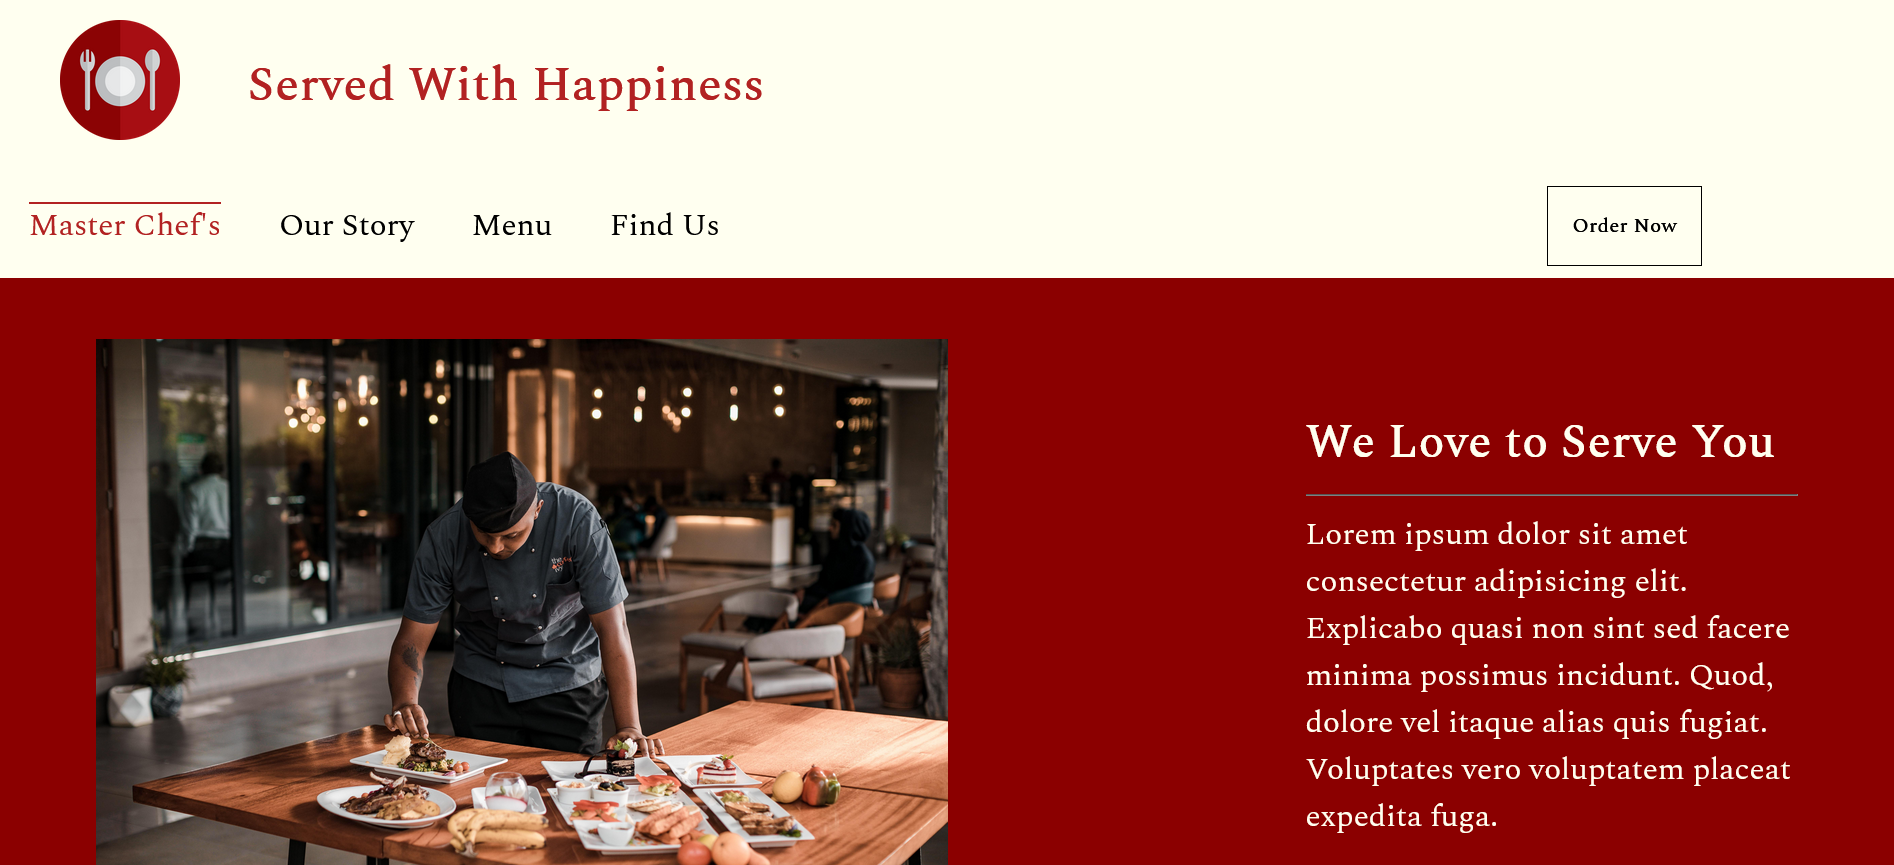 Served With Happiness
Master Chef's
Our Story
Menu
Find Us
Order Now
We Love to Serve You
Lorem ipsum dolor sit amet
consectetur adipisicing elit.
Explicabo quasi non sint sed facere
minima possimus incidunt. Quod,
dolore vel itaque alias quis fugiat.
Voluptates vero voluptatem placeat
expedita fuga.